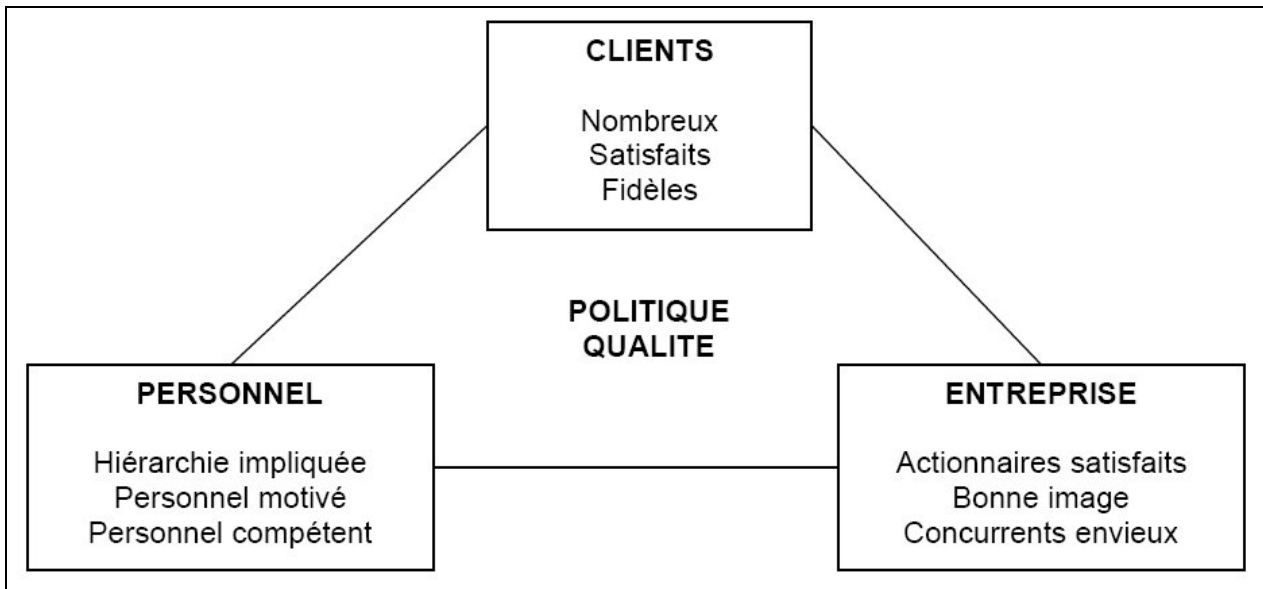 CLIENTS
Nombreux
Satisfaits
Fidèles
POLITIQUE
QUALITE
PERSONNEL
Hiérarchie impliquée
Personnel motivé
Personnel compétent
ENTREPRISE
Actionnaires satisfaits
Bonne image
Concurrents envieux